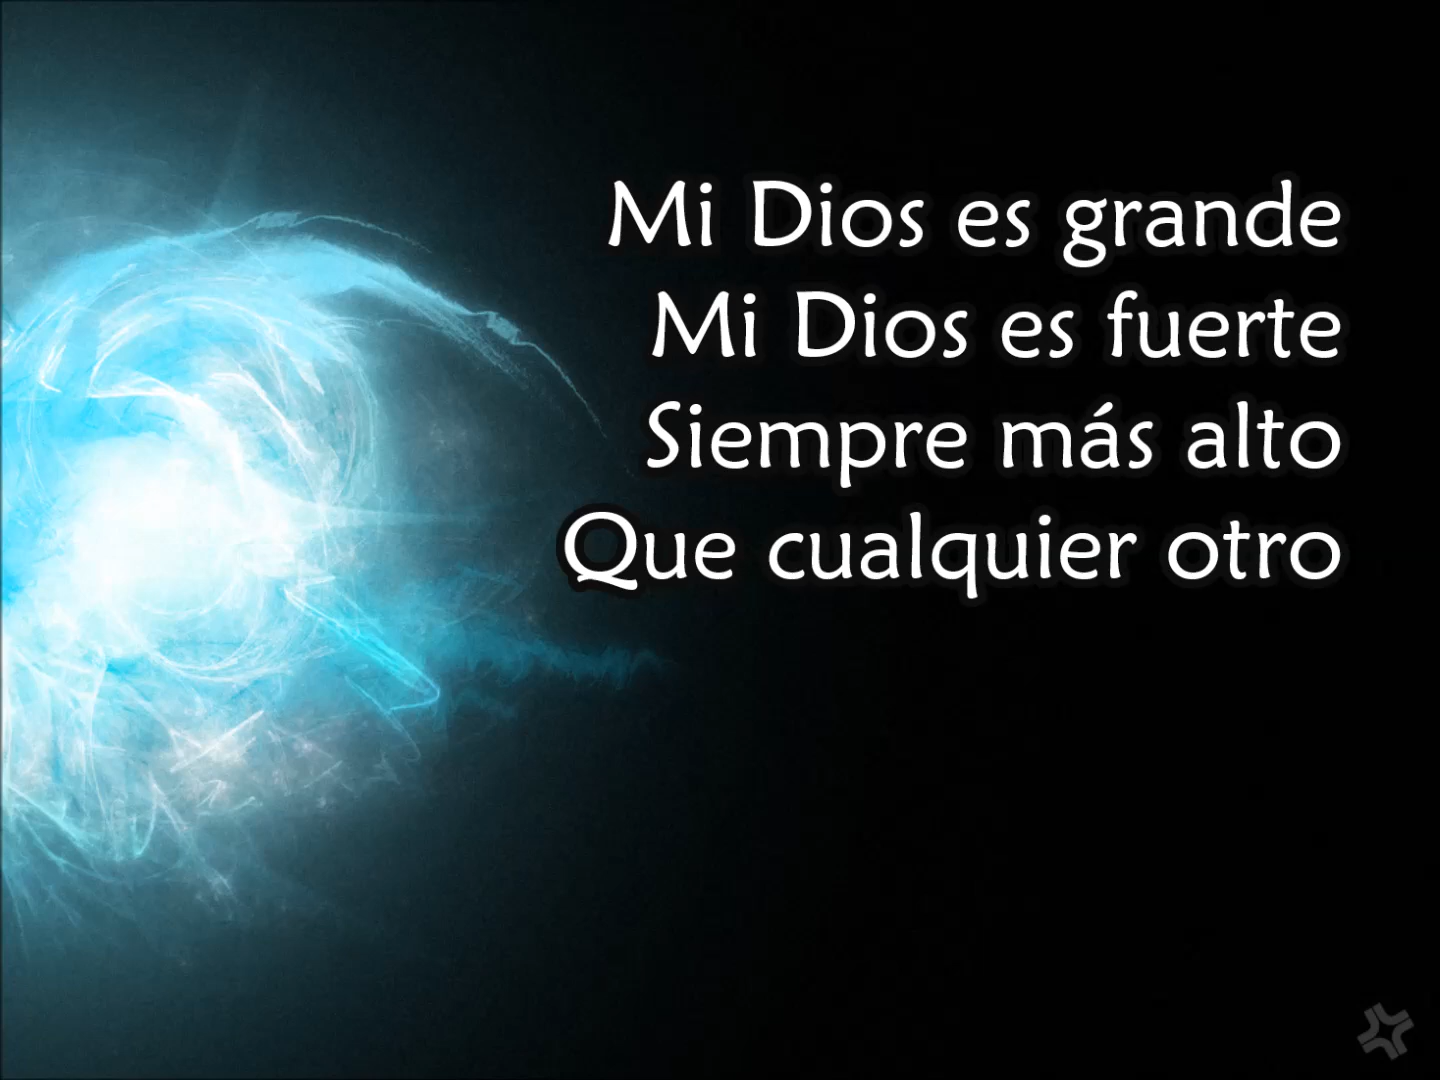 Mi Dios es grande
Mi Dios es fuerte
Siempre más alto
Que cualquier otro